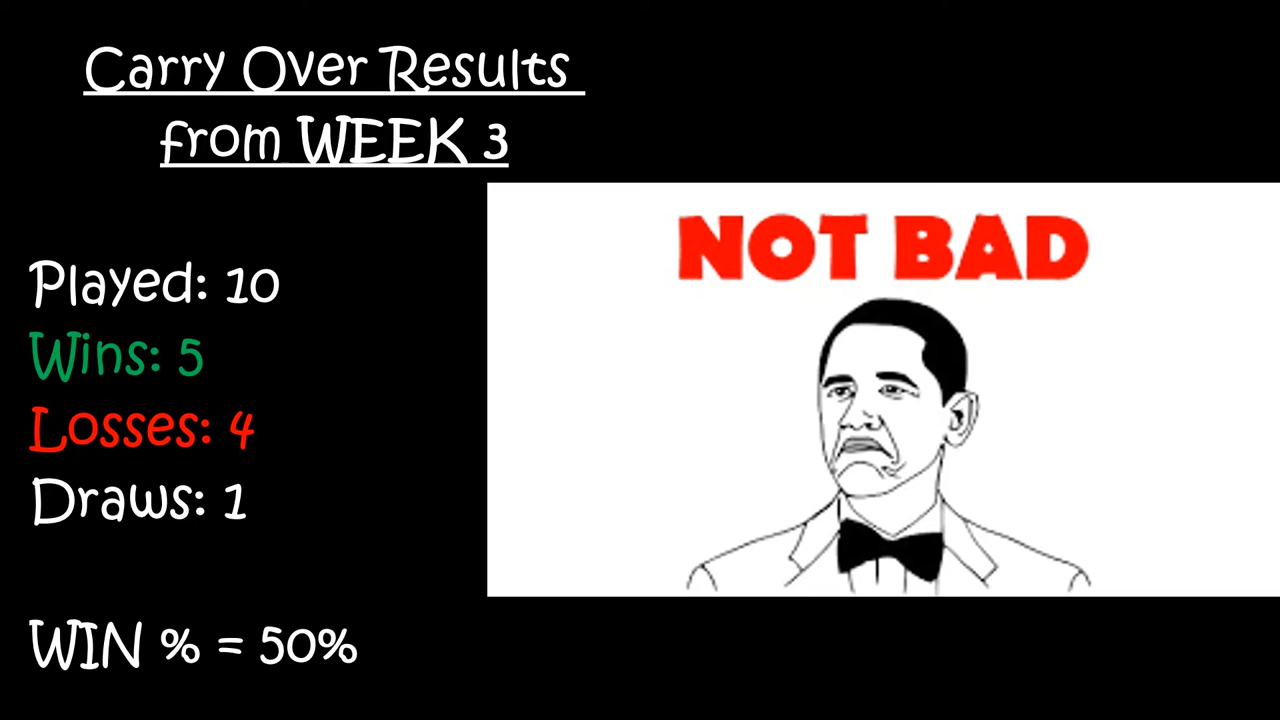 Carry Over Results
from WEEK 3
NOT BAD
Played: 10
Wins: 5
Losses: 4
Draws: 1
WIN % = 50%